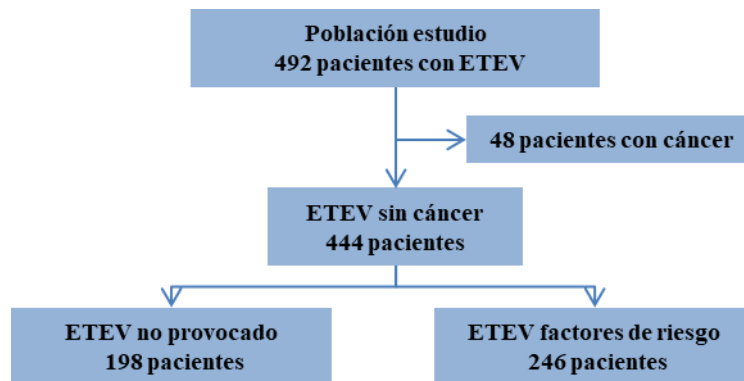 Población estudio
492 pacientes con ETEV
48 pacientes con cáncer
ETEV sin cáncer
444 pacientes
ETEV no provocado
198 pacientes
ETEV factores de riesgo
246 pacientes